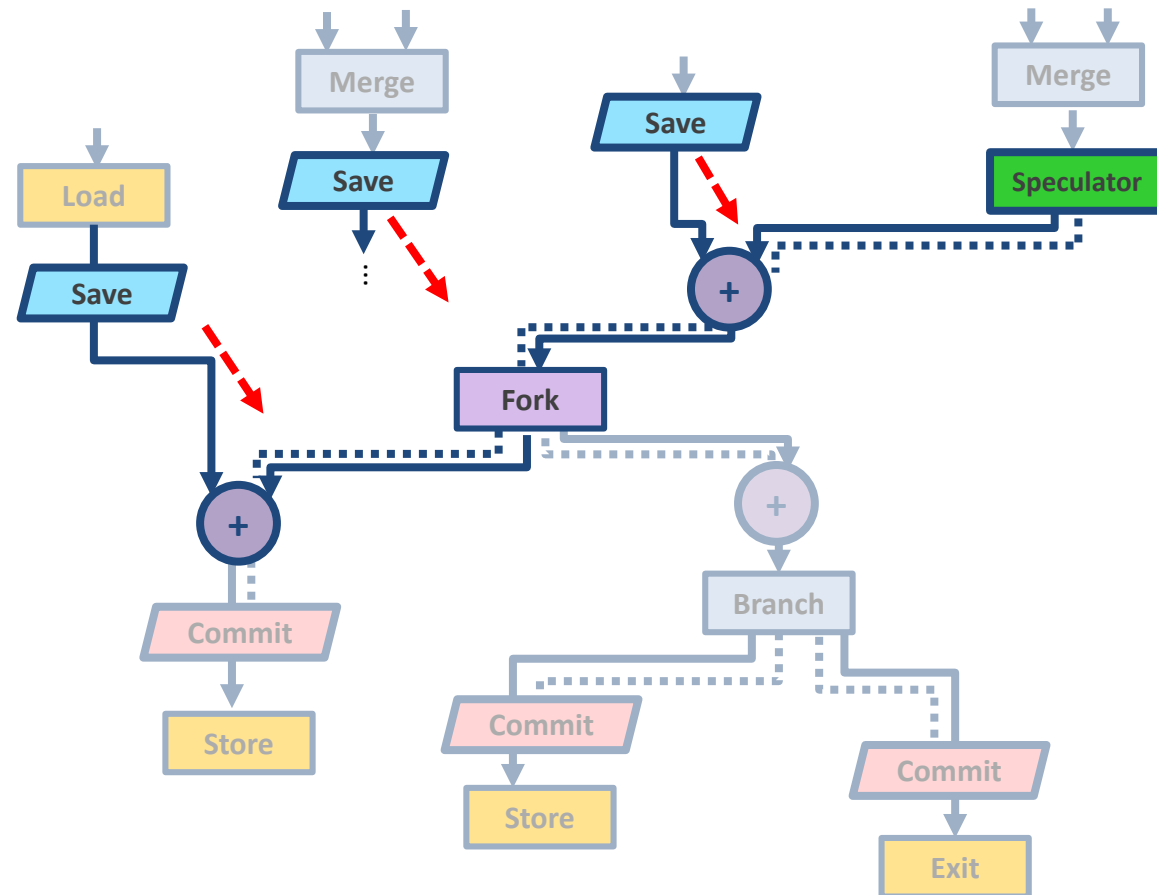 Merge
Merge
Save
Load
Save
Speculator
Save
...
+
Fork
+
+
Branch
Commit
Commit
Store
Commit
Store
Exit